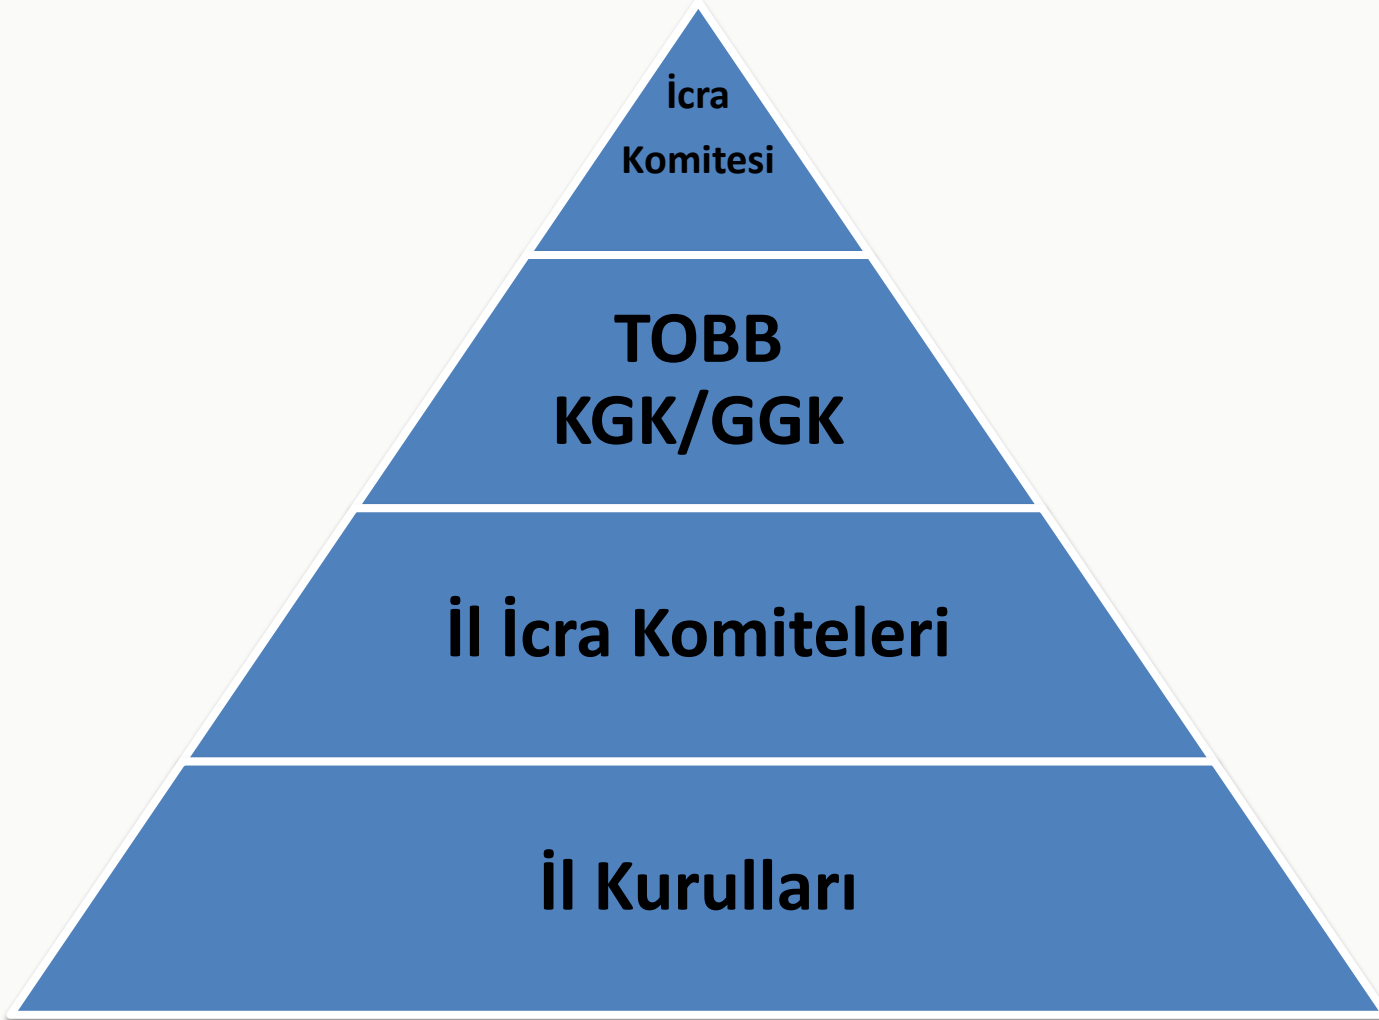 İcra
Komitesi
TOBB
KGK/GGK
İl İcra Komiteleri
İl Kurulları